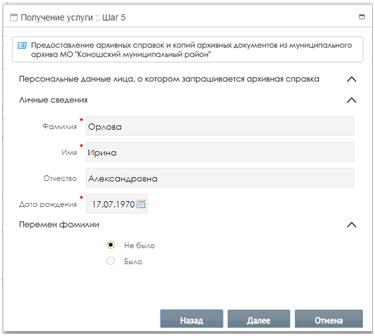 Получение услуги :: Шаг 5
Предоставление архивных справок и копий архивных документов из муниципального
архива МО "Коношский муниципальный район"
Персональные данные лица, о котором запрашивается архивная справка
Личные сведения
Фамилия * Орлова
Имя * Ирина
Отчество Александровна
Дата рождения * 17.07.1970
Перемен фамилии
Не было
Было
Назад Далее Отмена